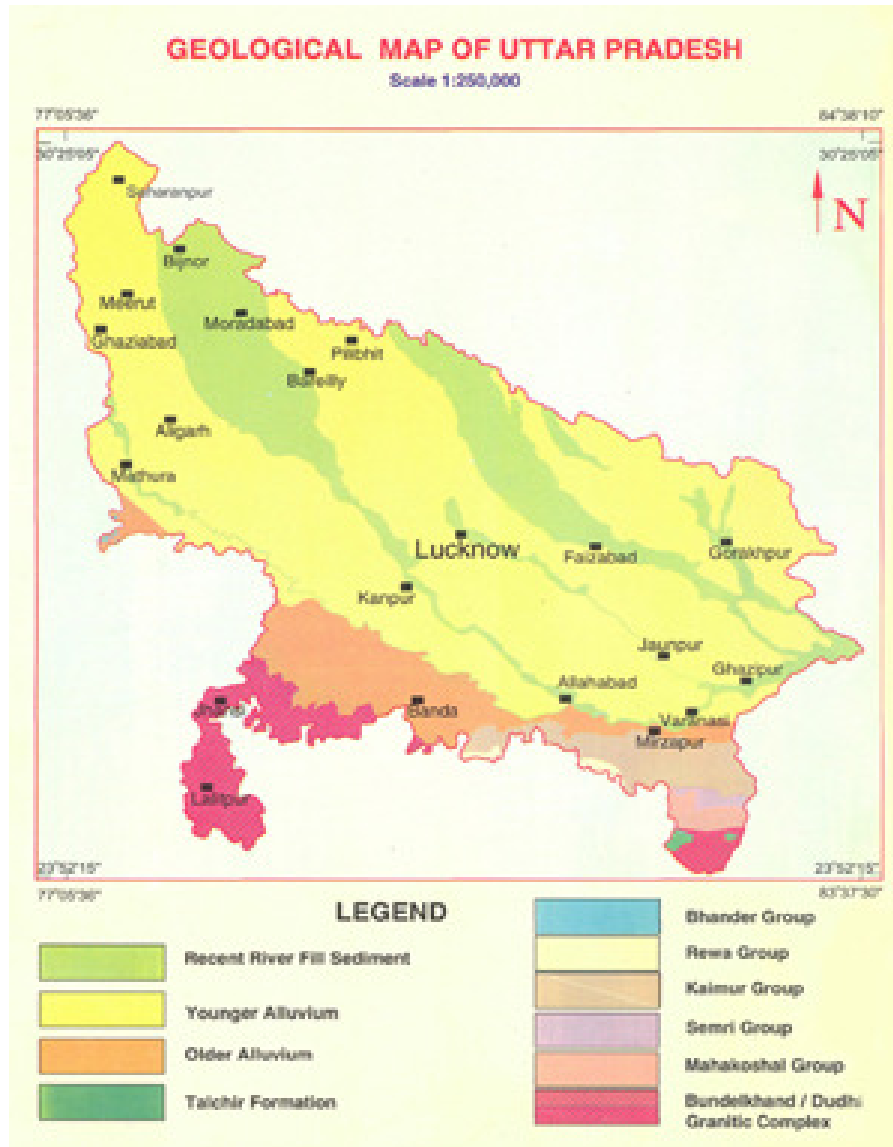 GEOLOGICAL MAP OF UTTAR PRADESH
Scale 1:250,000
77°05'36" 84°38'10"
30°25'05" 30°25'05"
N
Saharanpur
Bijnor
Meerut
Moradabad
Ghaziabad
Pilibhit
Bareilly
Aligarh
Mathura
Lucknow
Faizabad
Gorakhpur
Kanpur
Jaunpur
Ghazipur
Allahabad
Jhansi
Banda
Varanasi
Mirzapur
Lalitpur
23°52'15" 23°52'15"
77°05'36" 83°37'30"
LEGEND
Recent River Fill Sediment
Younger Alluvium
Older Alluvium
Talchir Formation
Bhander Group
Rewa Group
Kaimur Group
Semri Group
Mahakoshal Group
Bundelkhand / Dudhi
Granitic Complex